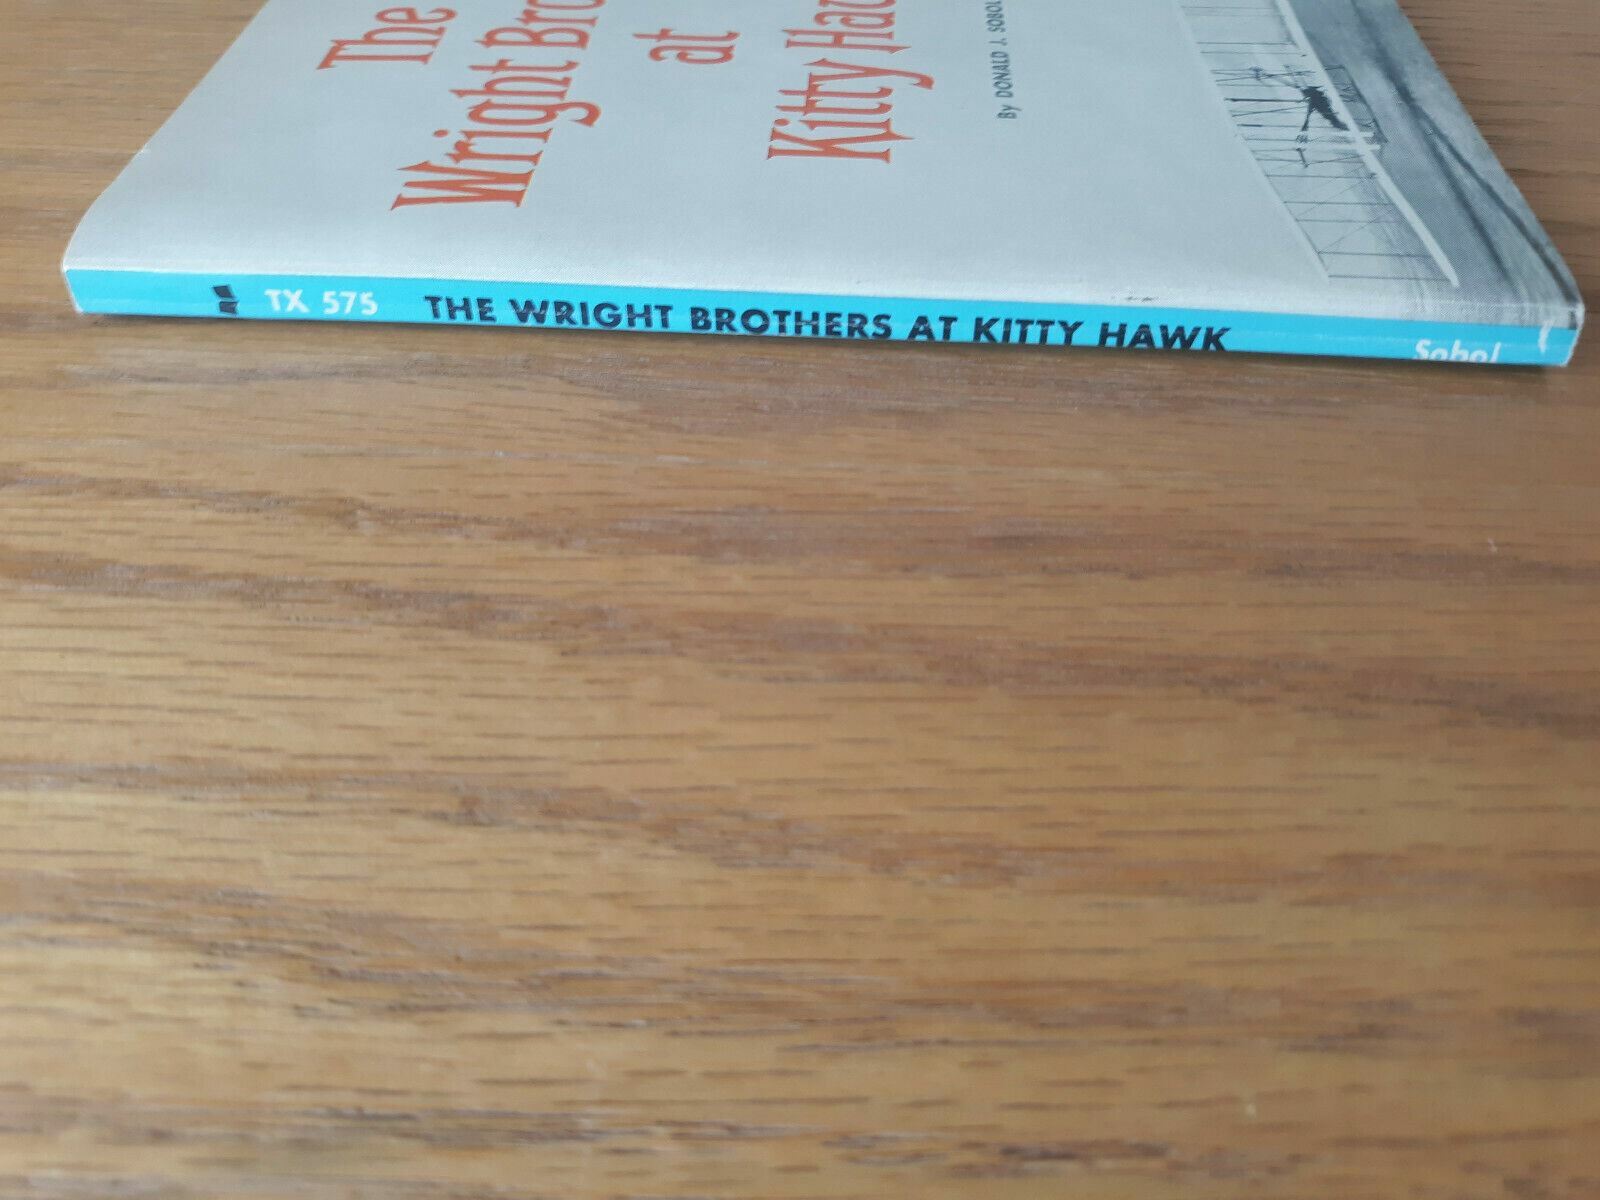 The
Wright Bro
at
Kitty Haw
By DONALD J. SOBOL
TX 575 THE WRIGHT BROTHERS AT KITTY HAWK Sobol